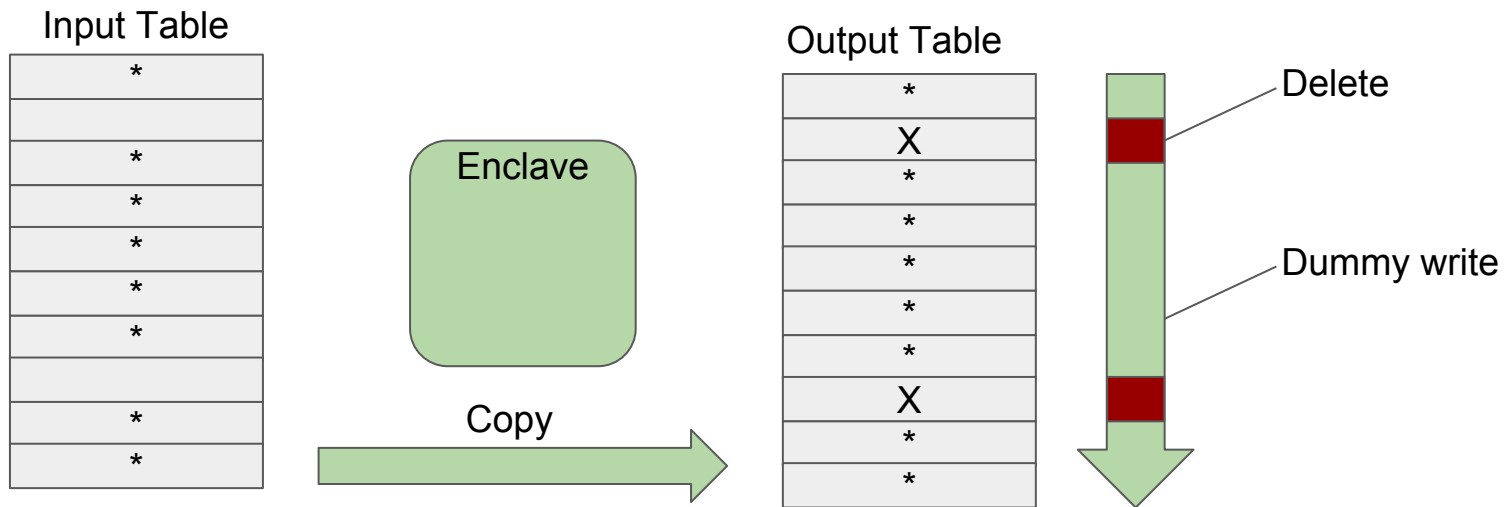 Input Table
*
*
*
*
*
*
*
*
Enclave
Copy
Output Table
*
X
*
*
*
*
*
X
*
*
Delete
Dummy write